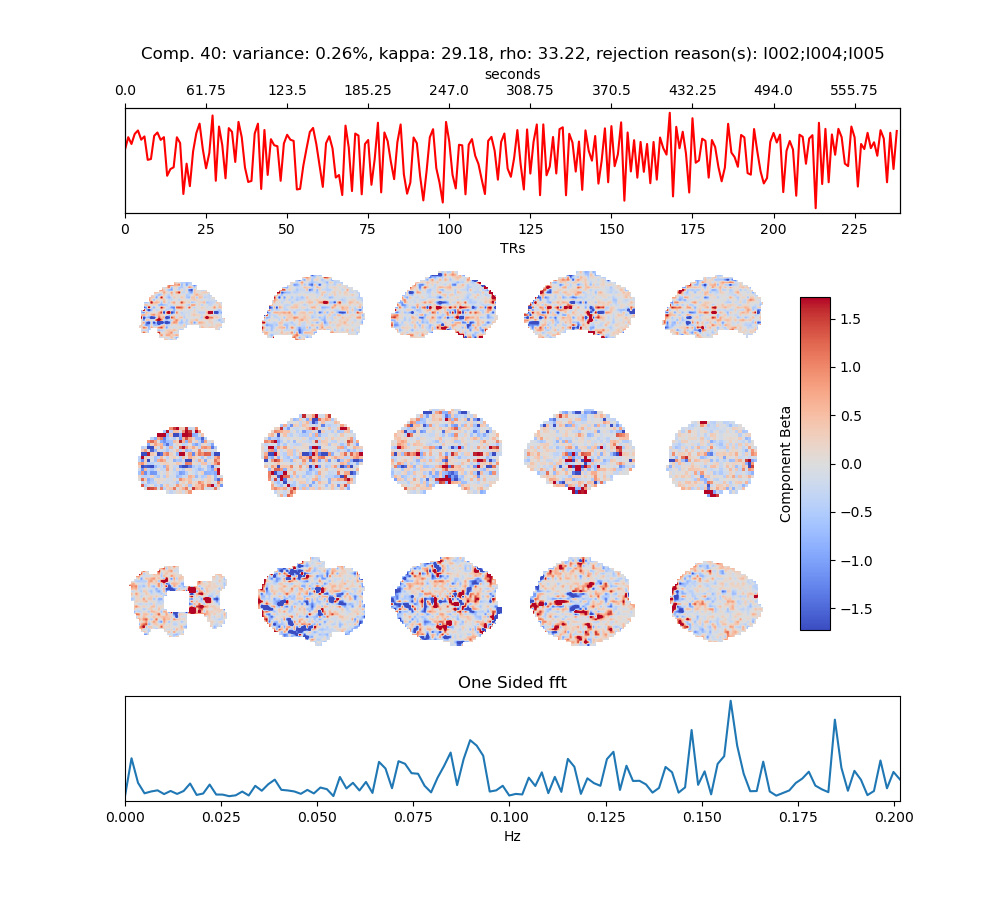 Comp. 40: variance: 0.26%, kappa: 29.18, rho: 33.22, rejection reason(s): I002;I004;I005
seconds
0.0 61.75 123.5 185.25 247.0 308.75 370.5 432.25 494.0 555.75
0 25 50 75 100 125 150 175 200 225
TRs
1.5
1.0
0.5
0.0
−0.5
−1.0
−1.5
Component Beta
One Sided fft
0.000 0.025 0.050 0.075 0.100 0.125 0.150 0.175 0.200
Hz